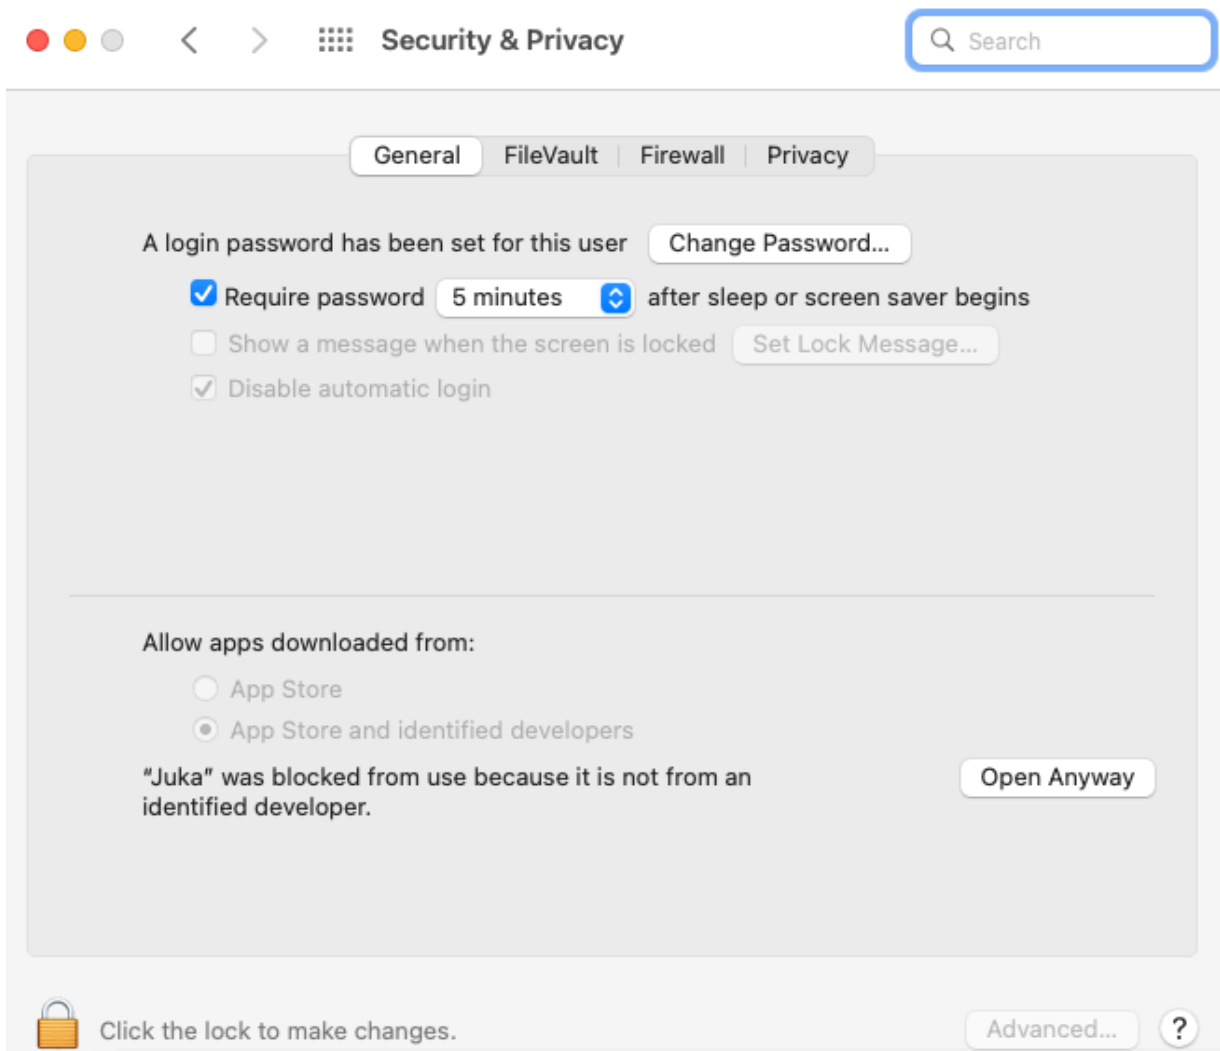 Security & Privacy
Search
General FileVault Firewall Privacy
A login password has been set for this user Change Password...
Require password 5 minutes after sleep or screen saver begins
Show a message when the screen is locked Set Lock Message...
Disable automatic login
Allow apps downloaded from:
App Store
App Store and identified developers
“Juka” was blocked from use because it is not from an Open Anyway
identified developer.
Click the lock to make changes. Advanced... ?